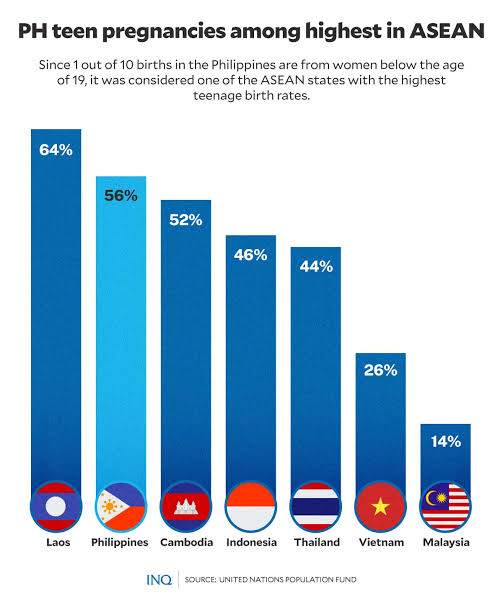 PH teen pregnancies among highest in ASEAN
Since 1 out of 10 births in the Philippines are from women below the age
of 19, it was considered one of the ASEAN states with the highest
teenage birth rates.
64%
56%
52%
46%
44%
26%
14%
Laos
Philippines
Cambodia
Indonesia
Thailand
Vietnam
Malaysia
INQ
SOURCE: UNITED NATIONS POPULATION FUND